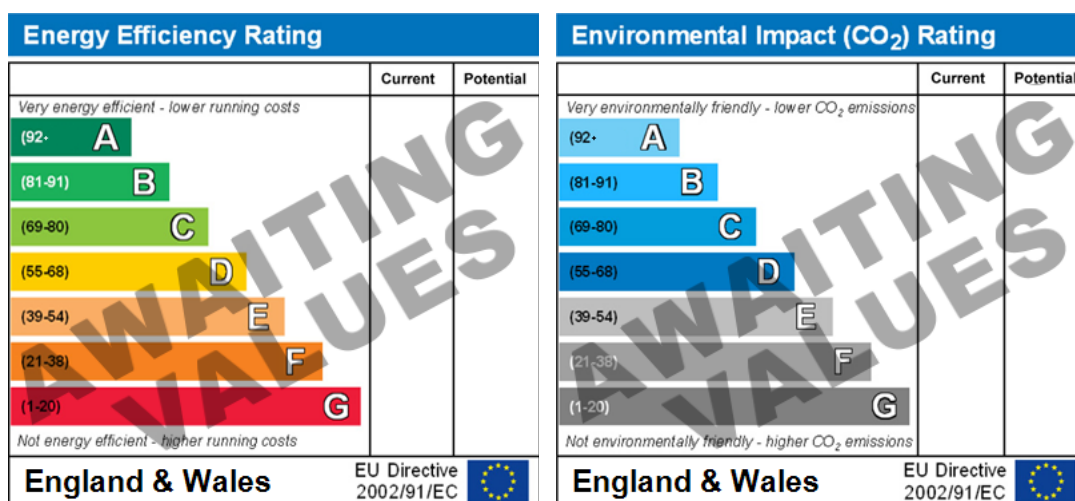 Energy Efficiency Rating
Current Potential
Very energy efficient - lower running costs
(92+ A
(81-91) B
(69-80) C
(55-68) D
(39-54) E
(21-38) F
(1-20) G
Not energy efficient - higher running costs
AWAITING
VALUES
England & Wales
EU Directive
2002/91/EC
Environmental Impact (CO₂) Rating
Current Potential
Very environmentally friendly - lower CO₂ emissions
(92+ A
(81-91) B
(69-80) C
(55-68) D
(39-54) E
(21-38) F
(1-20) G
Not environmentally friendly - higher CO₂ emissions
AWAITING
VALUES
England & Wales
EU Directive
2002/91/EC